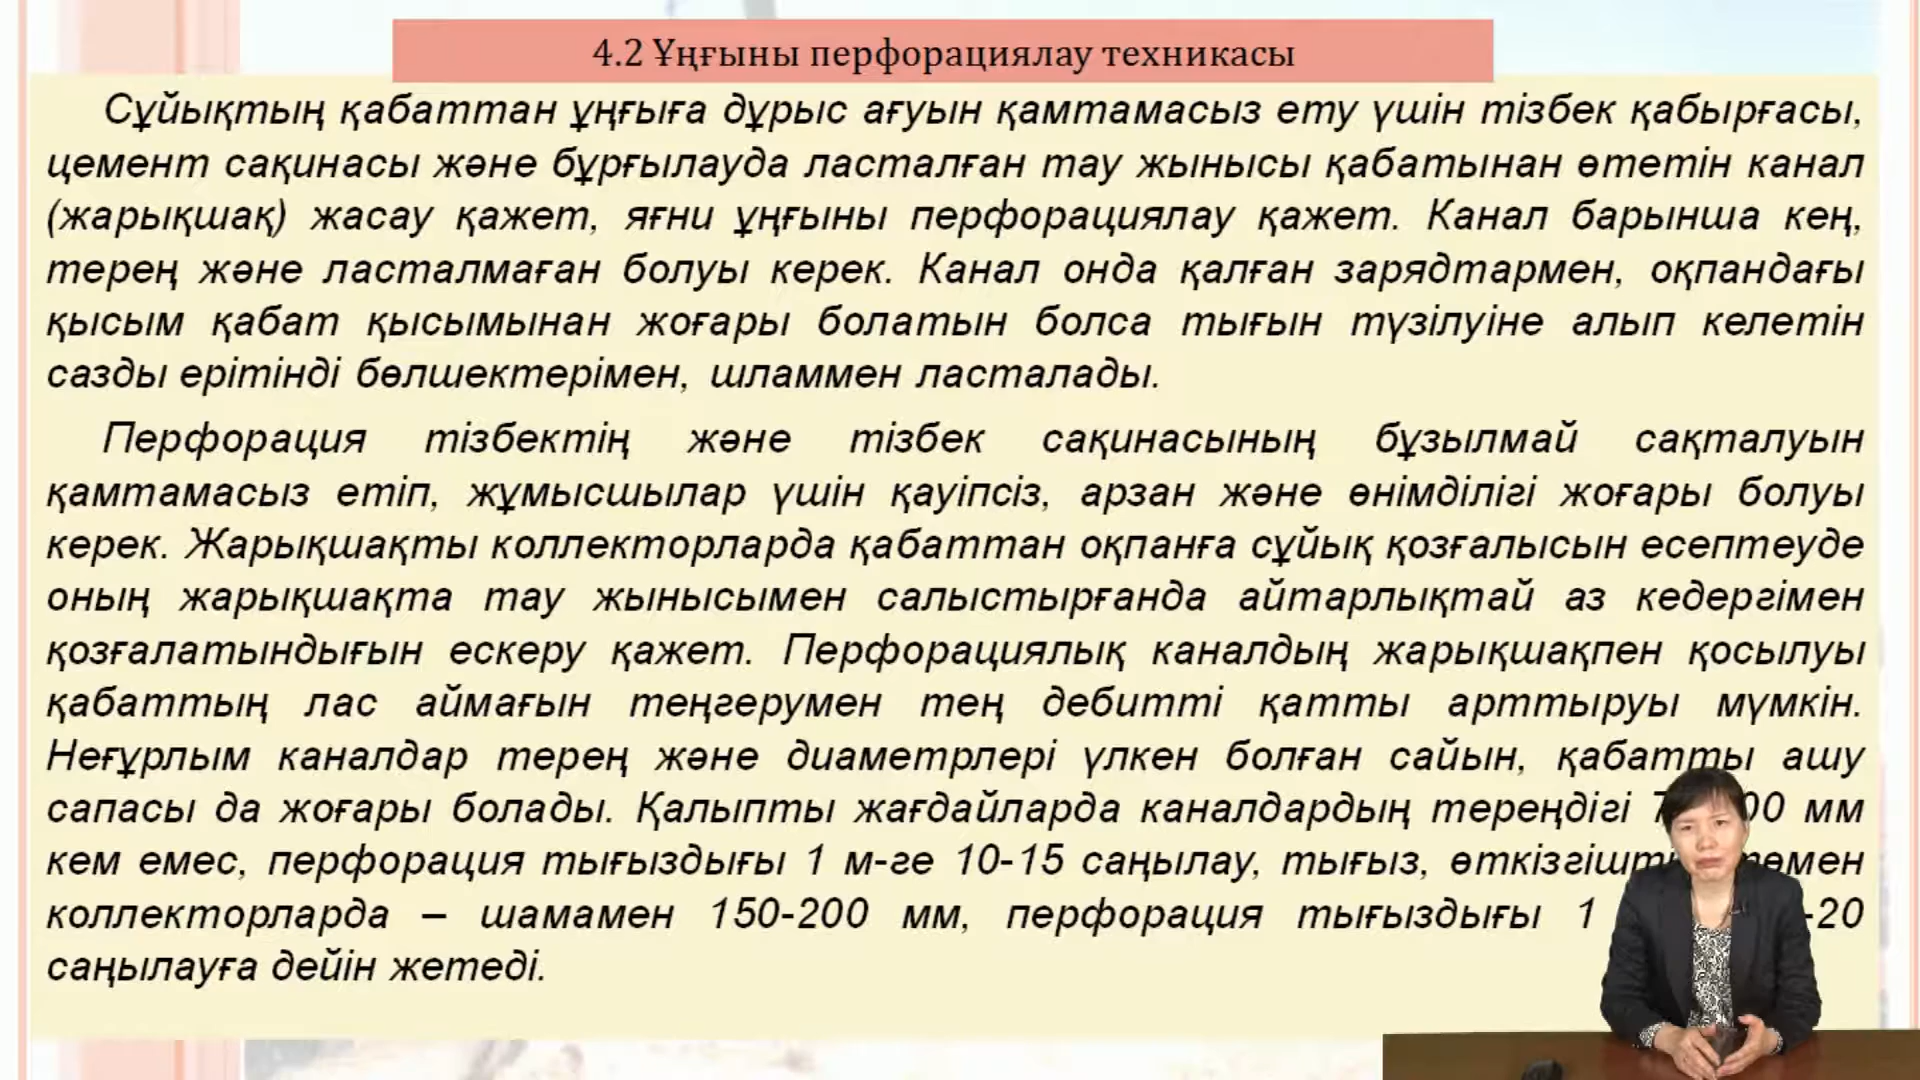 4.2 Ұңғыны перфорациялау техникасы
Сұйықтың қабаттан ұңғыға дұрыс ағуын қамтамасыз ету үшін тізбек қабырғасы,
цемент сақинасы және бұрғылауда ласталған тау жынысы қабатынан өтетін канал
(жарықшақ) жасау қажет, яғни ұңғыны перфорациялау қажет. Канал барынша кең,
терең және ласталмаған болуы керек. Канал онда қалған зарядтармен, оқпандағы
қысым қабат қысымынан жоғары болатын болса тығын түзілуіне алып келетін
сазды ерітінді бөлшектерімен, шламмен ласталады.
Перфорация тізбектің және тізбек сақинасының бұзылмай сақталуын
қамтамасыз етіп, жұмысшылар үшін қауіпсіз, арзан және өнімділігі жоғары болуы
керек. Жарықшақты коллекторларда қабаттан оқпанға сұйық қозғалысын есептеуде
оның жарықшақта тау жынысымен салыстырғанда айтарлықтай аз кедергімен
қозғалатындығын ескеру қажет. Перфорациялық каналдың жарықшақпен қосылуы
қабаттың лас аймағын теңгерумен тең дебитті қатты арттыруы мүмкін.
Неғұрлым каналдар терең және диаметрлері үлкен болған сайын, қабатты ашу
сапасы да жоғары болады. Қалыпты жағдайларда каналдардың тереңдігі мм
кем емес, перфорация тығыздығы 1 м-ге 10-15 саңылау, тығыз,
коллекторларда – шамамен 150-200 мм, перфорация тығыздығы 1 -20
саңылауға дейін жетеді.